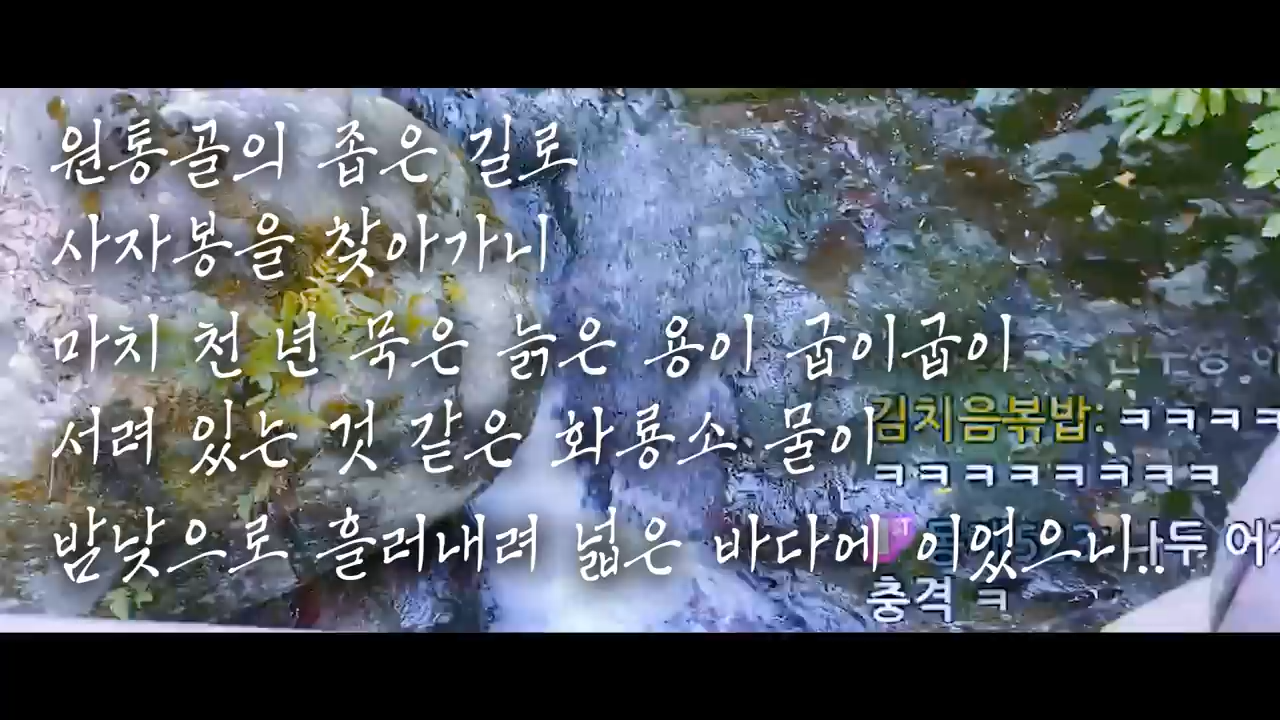 원통골의 좁은 길로
사자봉을 찾아가니
마치 천 년 묵은 늙은 용이 굽이굽이
서려 있는 것 같은 화룡소 물이
밤낮으로 흘러내려 넓은 바다에 이었으니..
김치음볶밥: ㅋㅋㅋㅋ
ㅋㅋㅋㅋㅋㅋㅋㅋ
두 어
충격 ㅋ